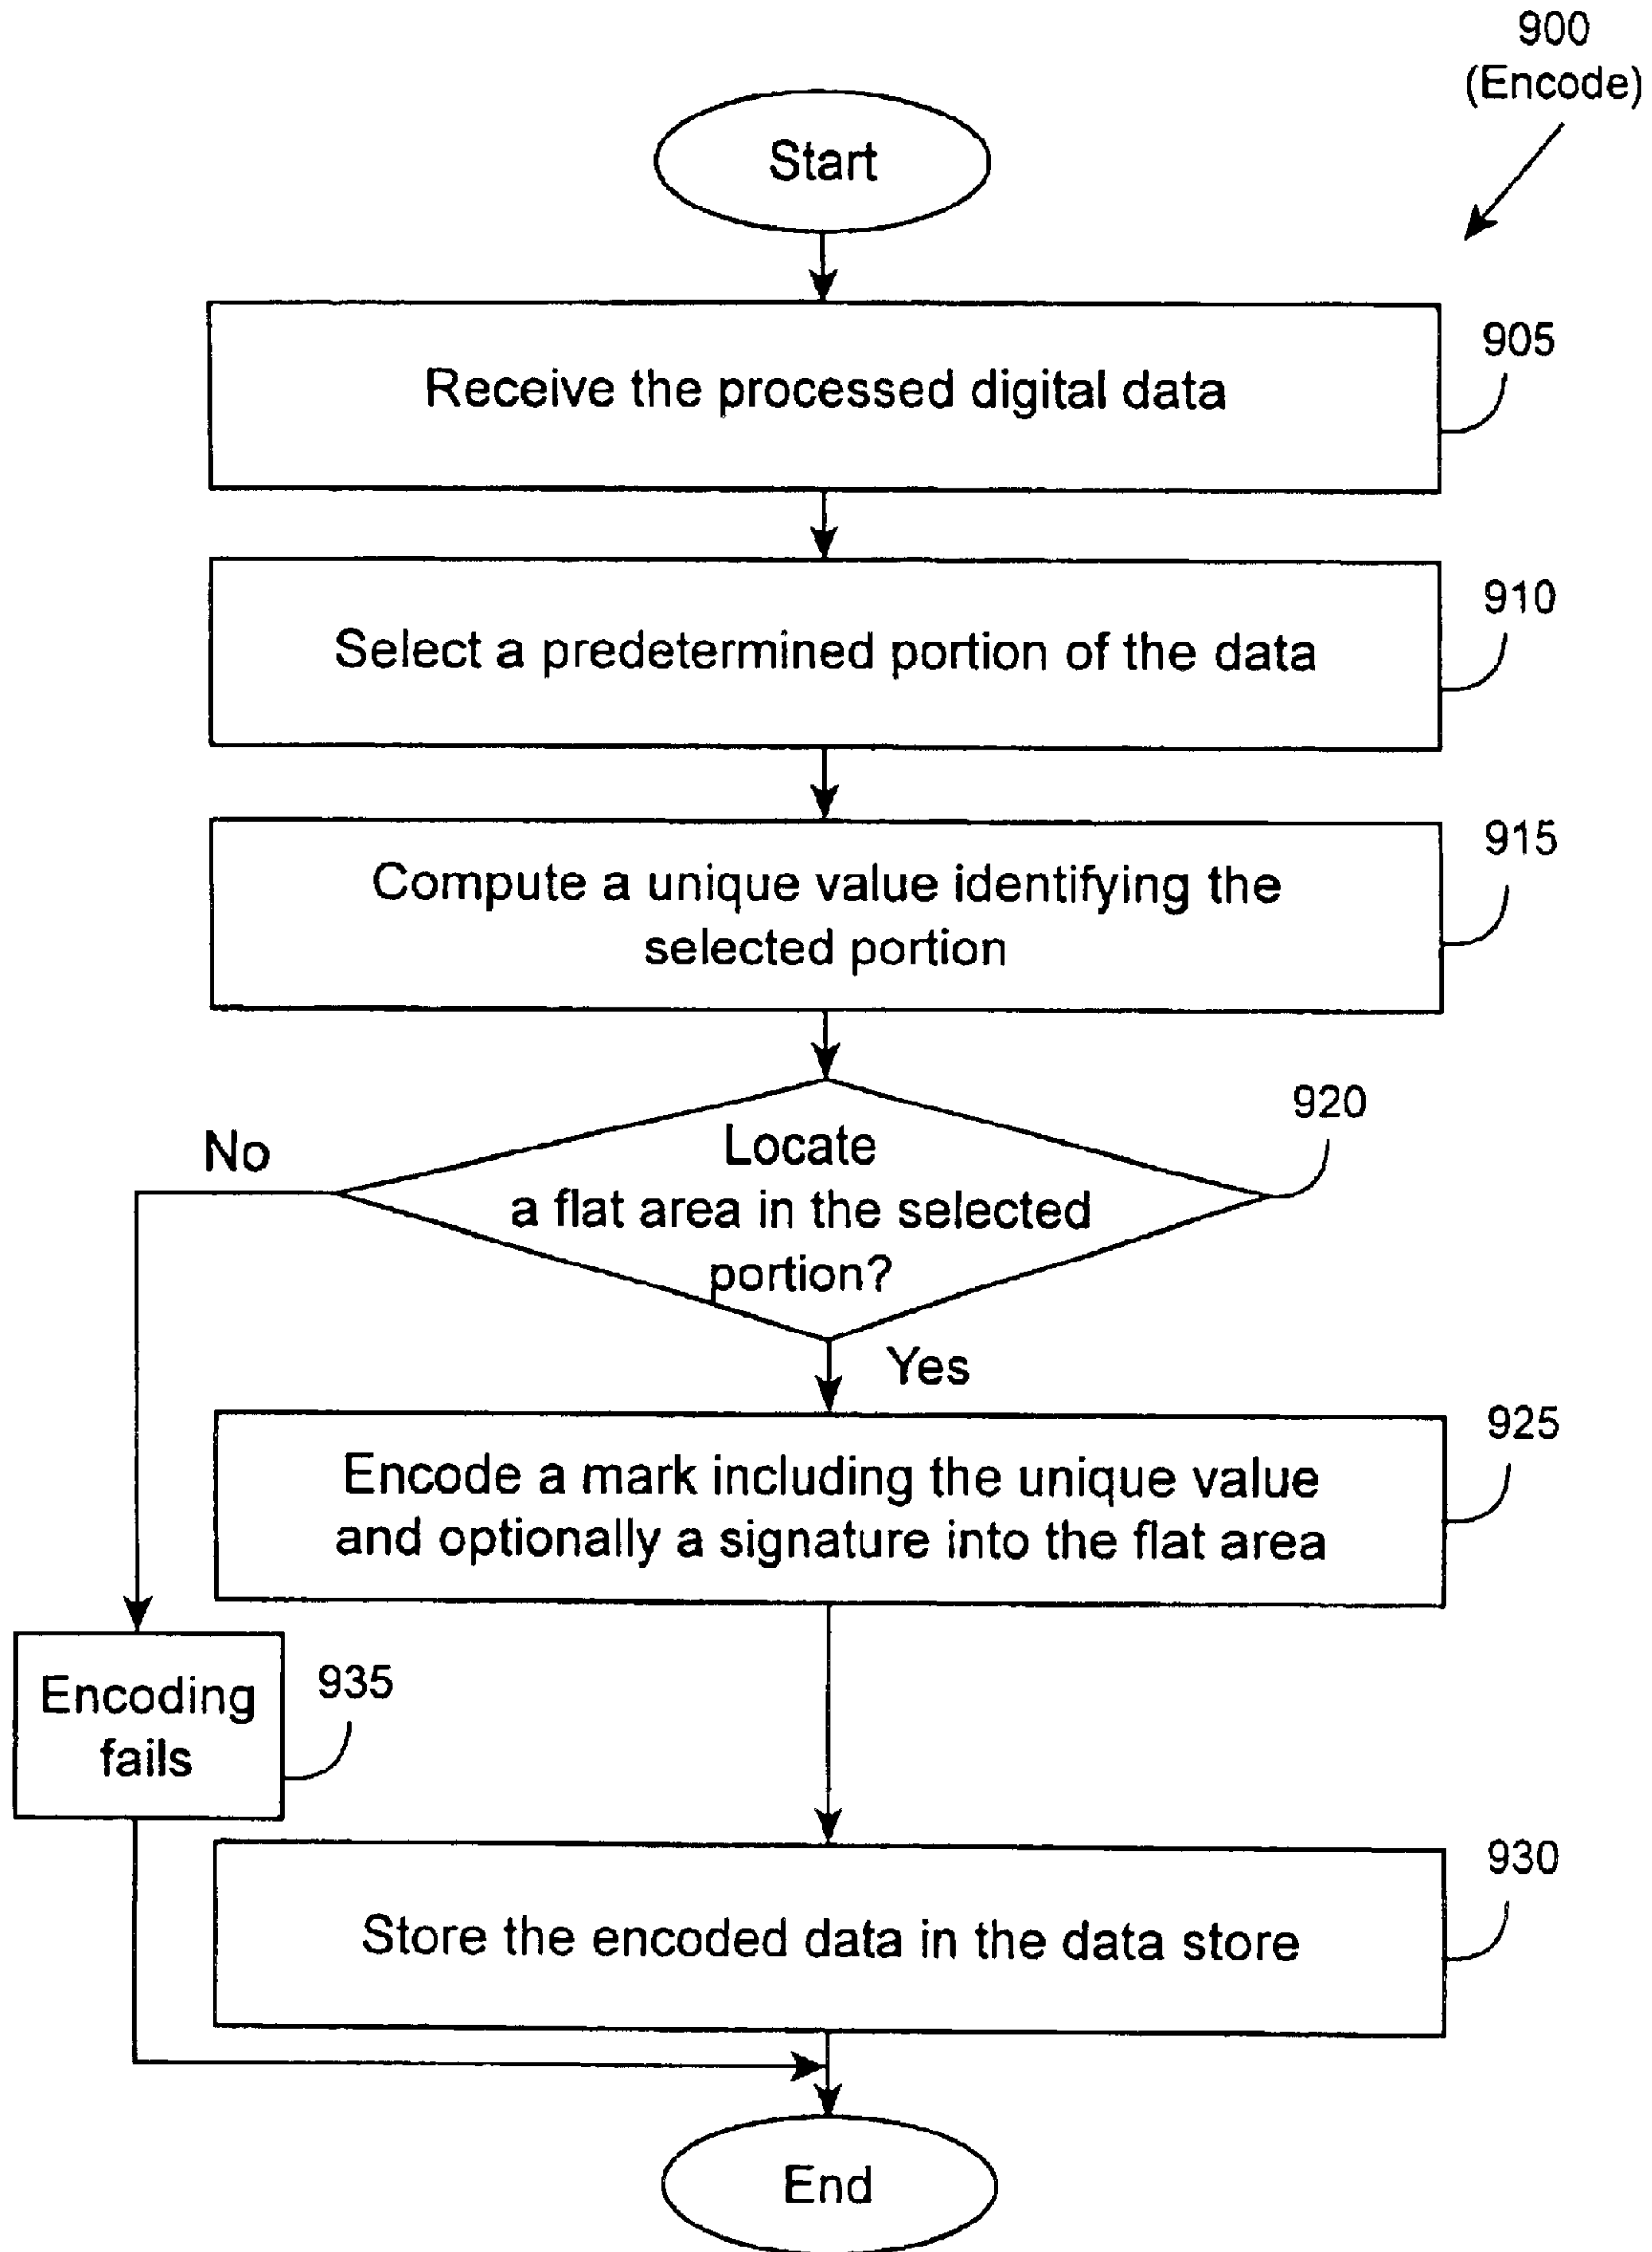 900
(Encode)
Start
Receive the processed digital data
905
Select a predetermined portion of the data
910
Compute a unique value identifying the
selected portion
915
Locate
a flat area in the selected
portion?
920
No
Yes
Encode a mark including the unique value
and optionally a signature into the flat area
925
Encoding
fails
935
Store the encoded data in the data store
930
End